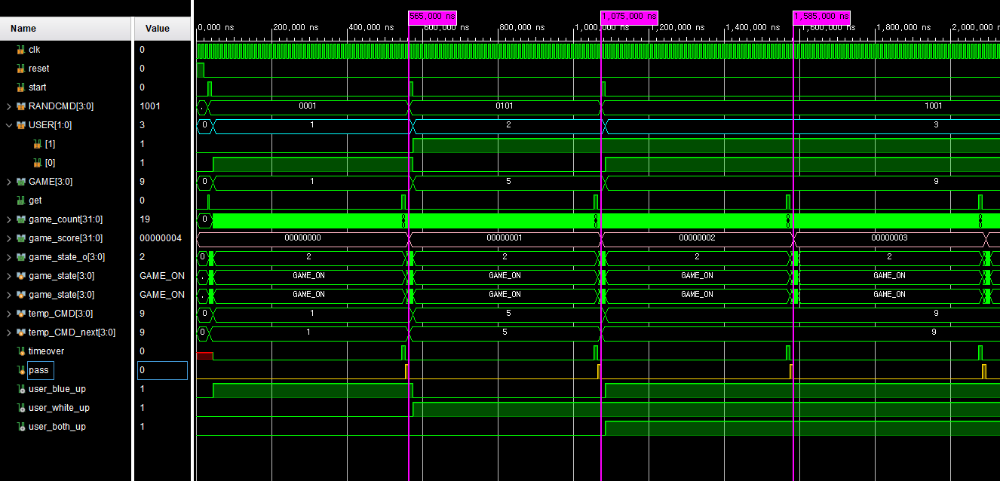 Name Value 565,000 ns 1,075,000 ns 1,585,000 ns
0,000 ns 200,000 ns 400,000 ns 600,000 ns 800,000 ns 1,000,000 ns 1,200,000 ns 1,400,000 ns 1,600,000 ns 1,800,000 ns 2,000,000 ns
clk 0
reset 0
start 0
RANDCMD[3:0] 1001 . 0001 0101 1001
USER[1:0] 3 0 1 2 3
[1] 1
[0] 1
GAME[3:0] 9 0 1 5 9
get 0
game_count[31:0] 19 0 0 0 0 0
game_score[31:0] 00000004 00000000 00000001 00000002 00000003
game_state_o[3:0] 2 0 2 2 2 2
game_state[3:0] GAME_ON . GAME_ON GAME_ON GAME_ON GAME_ON
game_state[3:0] GAME_ON . GAME_ON GAME_ON GAME_ON GAME_ON
temp_CMD[3:0] 9 0 1 5 9
temp_CMD_next[3:0] 9 0 1 5 9
timeover 0
pass 0
user_blue_up 1
user_white_up 1
user_both_up 1